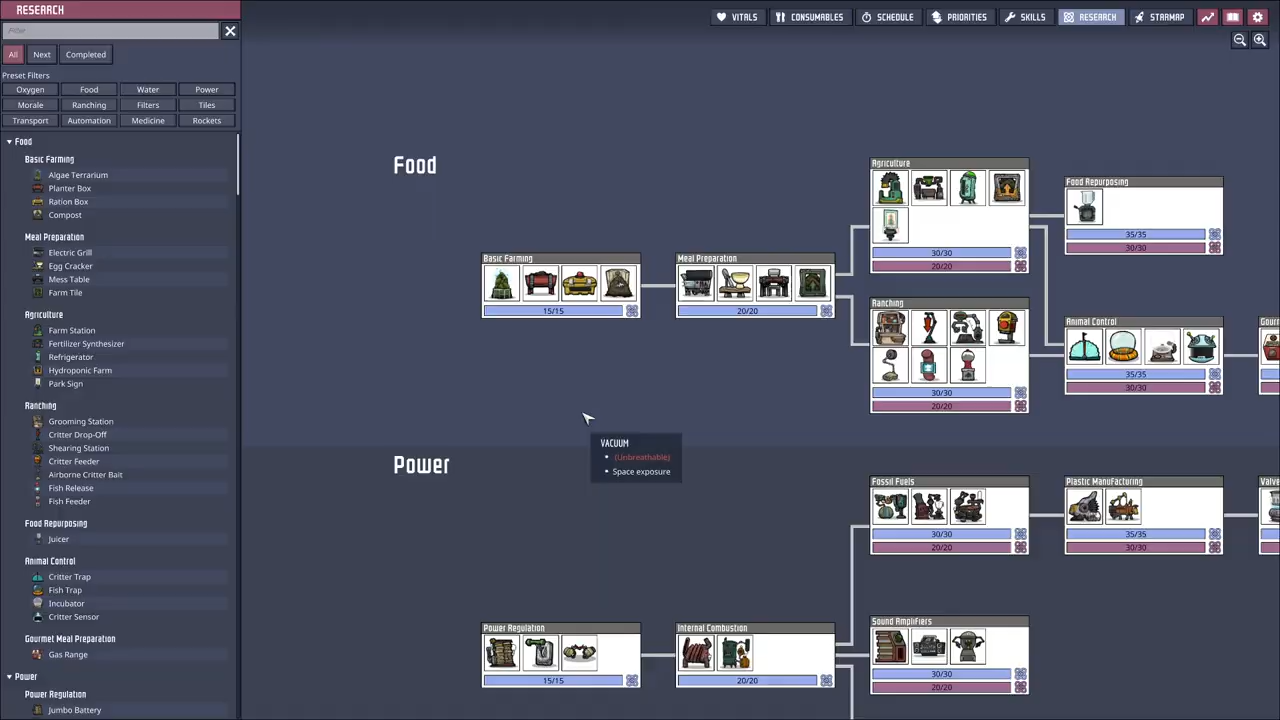 RESEARCH
VITALS
CONSUMABLES
SCHEDULE
PRIORITIES
SKILLS
RESEARCH
STARMAP
Filter
All
Next
Completed
Preset Filters
Oxygen
Food
Water
Power
Morale
Ranching
Filters
Tiles
Transport
Automation
Medicine
Rockets
Food
Basic Farming
Algae Terrarium
Planter Box
Ration Box
Compost
Meal Preparation
Electric Grill
Egg Cracker
Mess Table
Farm Tile
Agriculture
Farm Station
Fertilizer Synthesizer
Refrigerator
Hydroponic Farm
Park Sign
Ranching
Grooming Station
Critter Drop-Off
Shearing Station
Critter Feeder
Airborne Critter Bait
Fish Release
Fish Feeder
Food Repurposing
Juicer
Animal Control
Critter Trap
Fish Trap
Incubator
Critter Sensor
Gourmet Meal Preparation
Gas Range
Power
Power Regulation
Jumbo Battery
Food
Basic Farming
15/15
Meal Preparation
20/20
Agriculture
30/30
20/20
Food Repurposing
35/35
30/30
Ranching
30/30
20/20
Animal Control
35/35
30/30
Gour
VACUUM
(Unbreathable)
Space exposure
Power
Fossil Fuels
30/30
20/20
Plastic Manufacturing
35/35
30/30
Valve
Power Regulation
15/15
Internal Combustion
20/20
Sound Amplifiers
30/30
20/20